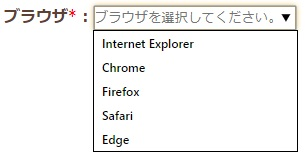 ブラウザ*：ブラウザを選択してください。▼
Internet Explorer
Chrome
Firefox
Safari
Edge